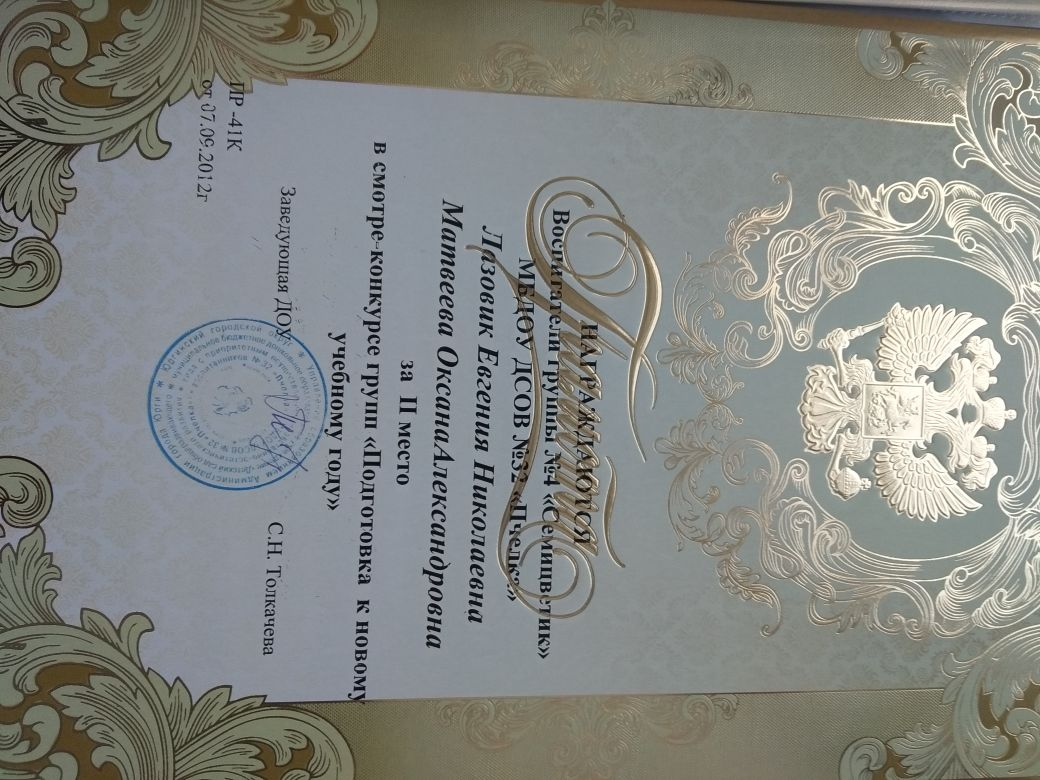 Грамота
НАГРАЖДАЮТСЯ
Воспитатели группы №4 «Семицветик»
МБДОУ ДСОВ №32 «Пчелка»
Лазовик Евгения Николаевна
Матвеева ОксанаАлександровна
за II место
в смотре-конкурсе групп «Подготовка к новому
учебному году»
Заведующая ДОУ С.Н. Толкачева
ПР -41К
от 07.09.2012г